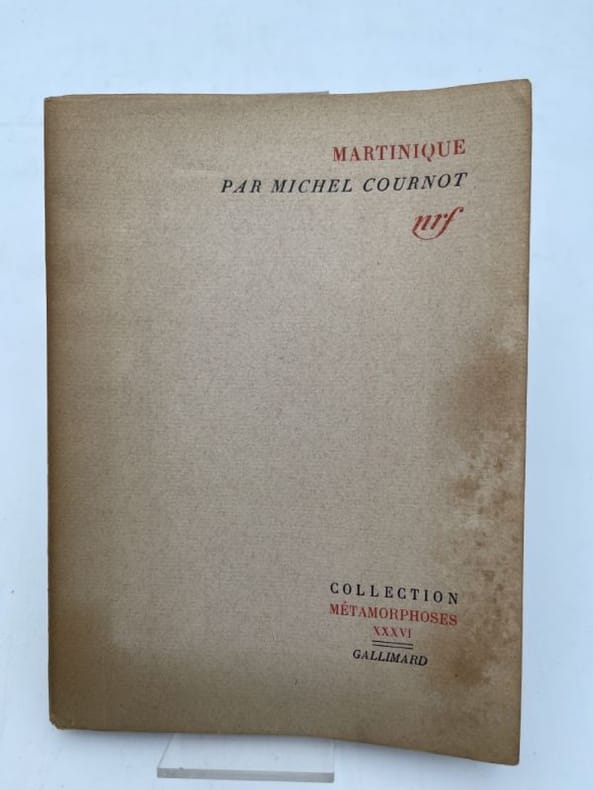 MARTINIQUE
PAR MICHEL COURNOT
nrf
COLLECTION
MÉTAMORPHOSES
XXXVI
GALLIMARD